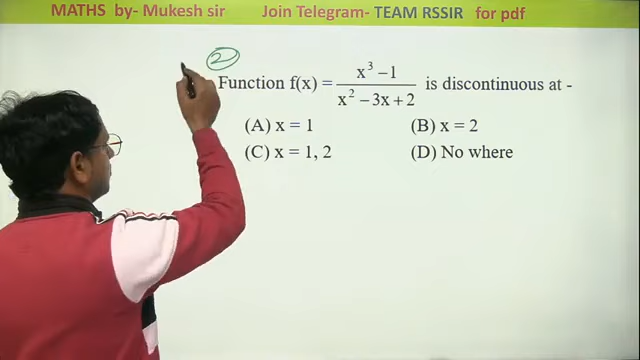 MATHS by- Mukesh sir Join Telegram- TEAM RSSIR for pdf
2
Function f(x) = (x³ − 1)/(x² − 3x + 2) is discontinuous at -
(A) x = 1 (B) x = 2
(C) x = 1, 2 (D) No where